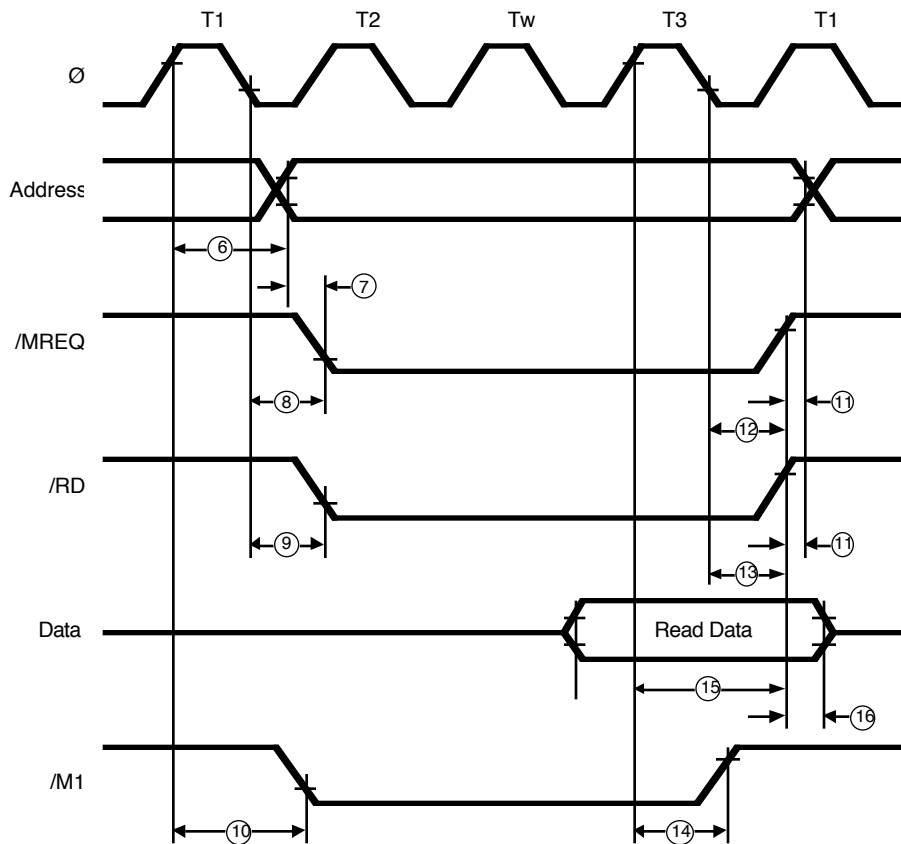 T1 T2 Tw T3 T1
Ø
Address
6
7
/MREQ
8
11
12
/RD
9
11
13
Data Read Data
15
16
/M1
10
14